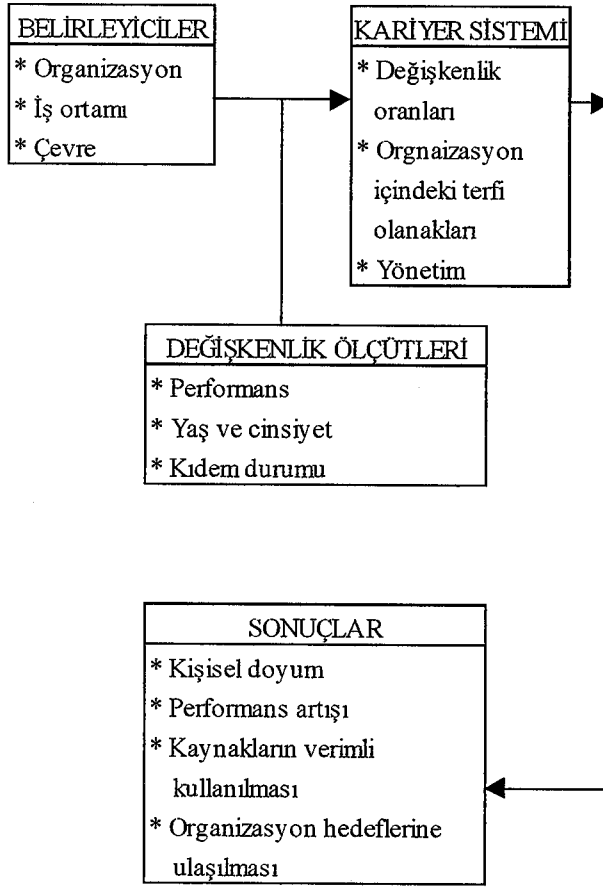 BELİRLEYİCİLER
* Organizasyon
* İş ortamı
* Çevre
KARİYER SİSTEMİ
* Değişkenlik
oranları
* Orgnaizasyon
içindeki terfi
olanakları
* Yönetim
DEĞİŞKENLİK ÖLÇÜTLERİ
* Performans
* Yaş ve cinsiyet
* Kıdem durumu
SONUÇLAR
* Kişisel doyum
* Performans artışı
* Kaynakların verimli
kullanılması
* Organizasyon hedeflerine
ulaşılması